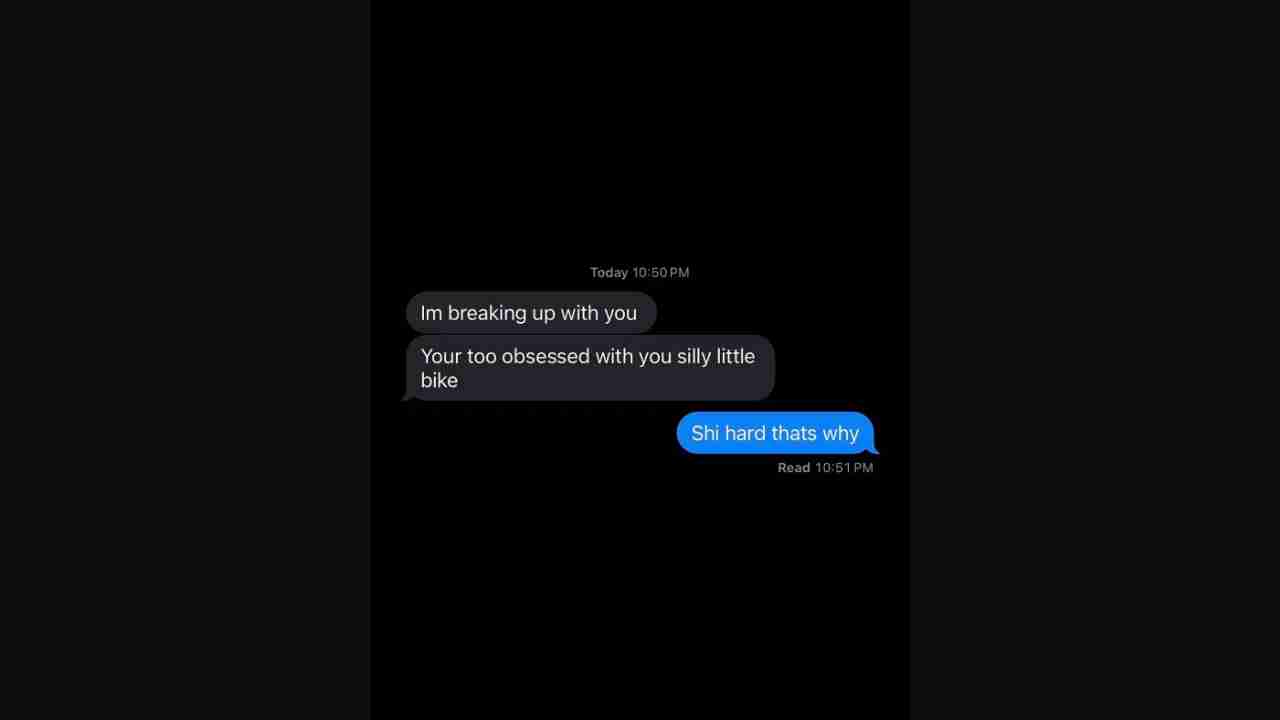 Today 10:50 PM
Im breaking up with you
Your too obsessed with you silly little
bike
Shi hard thats why
Read 10:51 PM